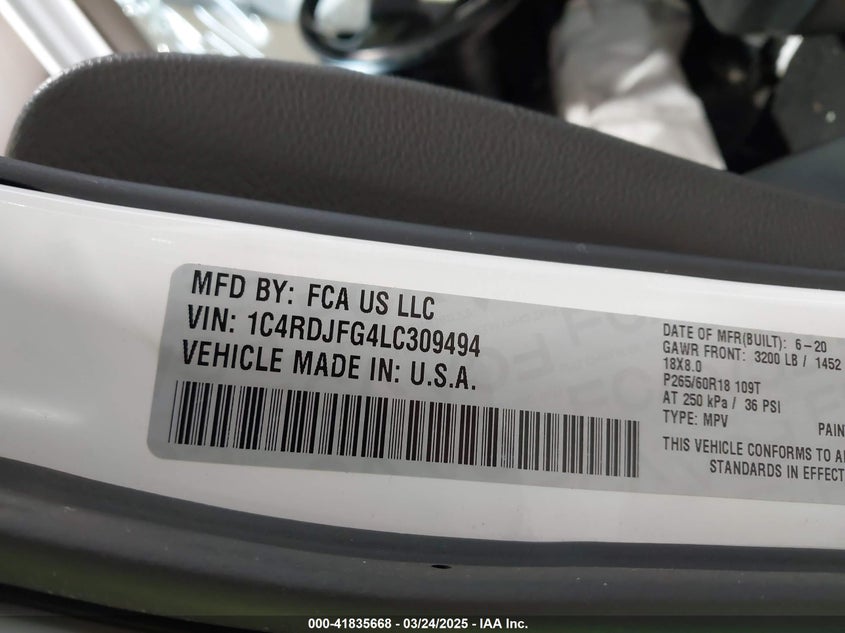 MFD BY: FCA US LLC
VIN: 1C4RDJFG4LC309494
VEHICLE MADE IN: U.S.A.
DATE OF MFR(BUILT): 6-20
GAWR FRONT: 3200 LB / 1452
18X8.0
P265/60R18 109T
AT 250 kPa / 36 PSI
TYPE: MPV
PAIN
THIS VEHICLE CONFORMS TO AL
STANDARDS IN EFFECT
000-41835668 - 03/24/2025 - IAA Inc.